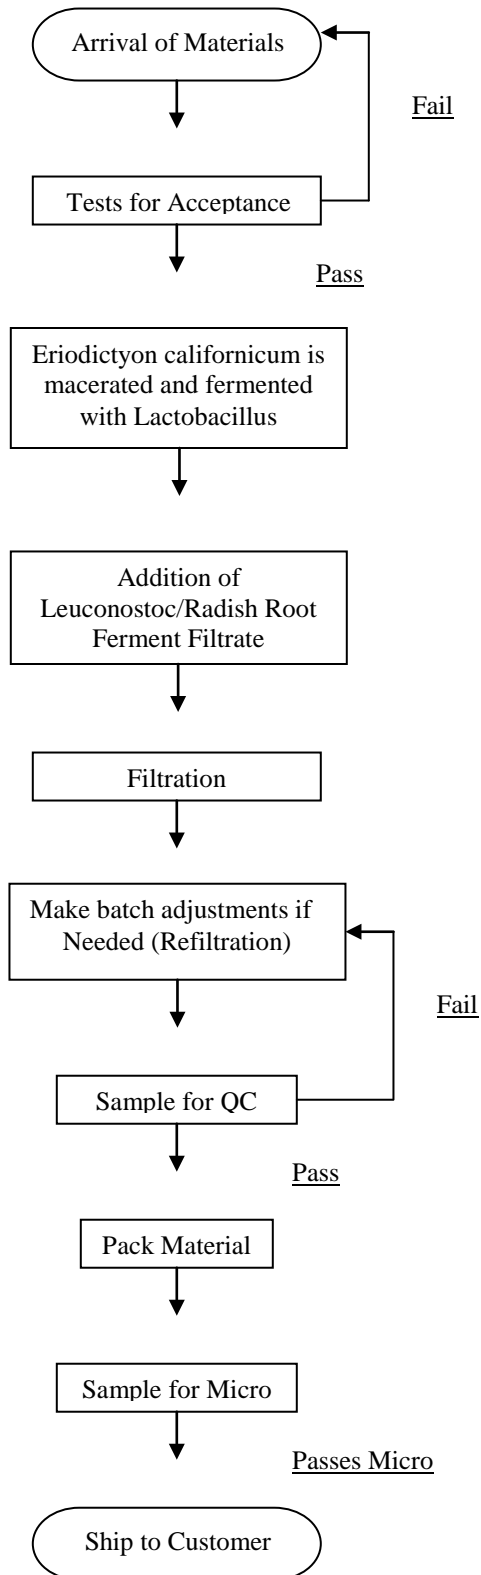 Arrival of Materials
Fail
Tests for Acceptance
Pass
Eriodictyon californicum is
macerated and fermented
with Lactobacillus
Addition of
Leuconostoc/Radish Root
Ferment Filtrate
Filtration
Make batch adjustments if
Needed (Refiltration)
Fail
Sample for QC
Pass
Pack Material
Sample for Micro
Passes Micro
Ship to Customer